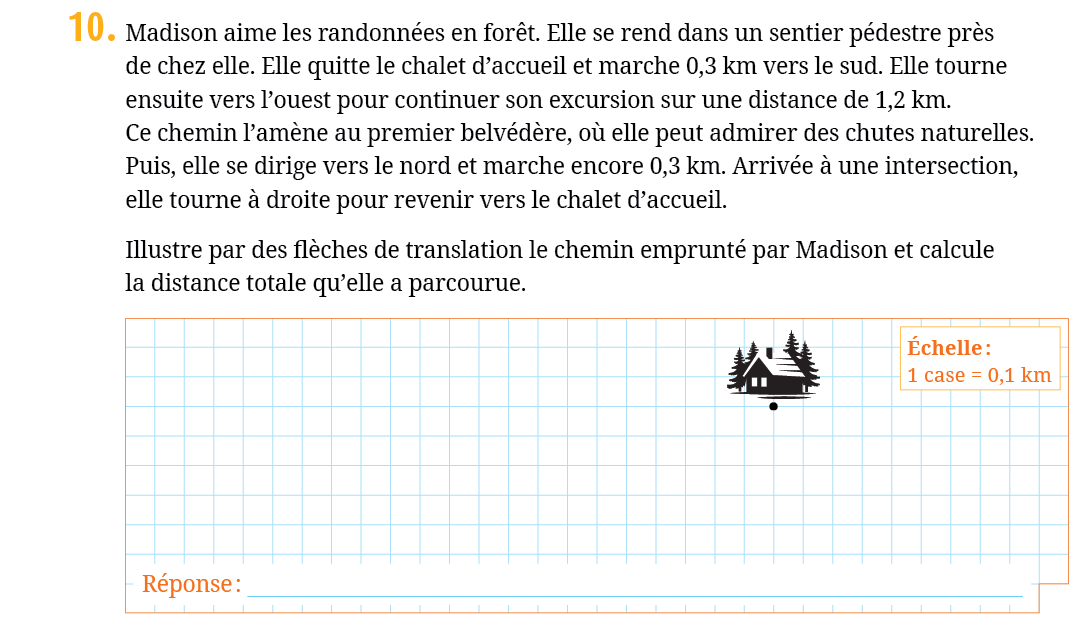 10. Madison aime les randonnées en forêt. Elle se rend dans un sentier pédestre près
de chez elle. Elle quitte le chalet d’accueil et marche 0,3 km vers le sud. Elle tourne
ensuite vers l’ouest pour continuer son excursion sur une distance de 1,2 km.
Ce chemin l’amène au premier belvédère, où elle peut admirer des chutes naturelles.
Puis, elle se dirige vers le nord et marche encore 0,3 km. Arrivée à une intersection,
elle tourne à droite pour revenir vers le chalet d’accueil.
Illustre par des flèches de translation le chemin emprunté par Madison et calcule
la distance totale qu’elle a parcourue.
Échelle :
1 case = 0,1 km
Réponse :